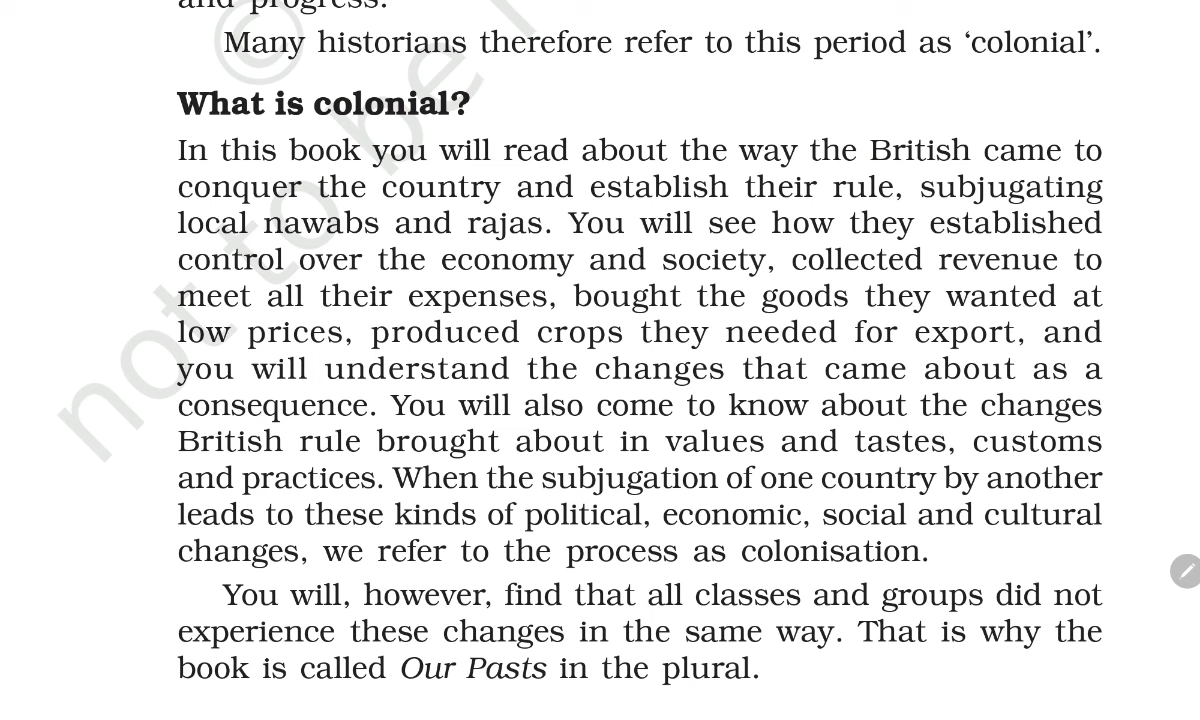 and progress.
Many historians therefore refer to this period as ‘colonial’.
What is colonial?
In this book you will read about the way the British came to
conquer the country and establish their rule, subjugating
local nawabs and rajas. You will see how they established
control over the economy and society, collected revenue to
meet all their expenses, bought the goods they wanted at
low prices, produced crops they needed for export, and
you will understand the changes that came about as a
consequence. You will also come to know about the changes
British rule brought about in values and tastes, customs
and practices. When the subjugation of one country by another
leads to these kinds of political, economic, social and cultural
changes, we refer to the process as colonisation.
You will, however, find that all classes and groups did not
experience these changes in the same way. That is why the
book is called Our Pasts in the plural.
©
not to be